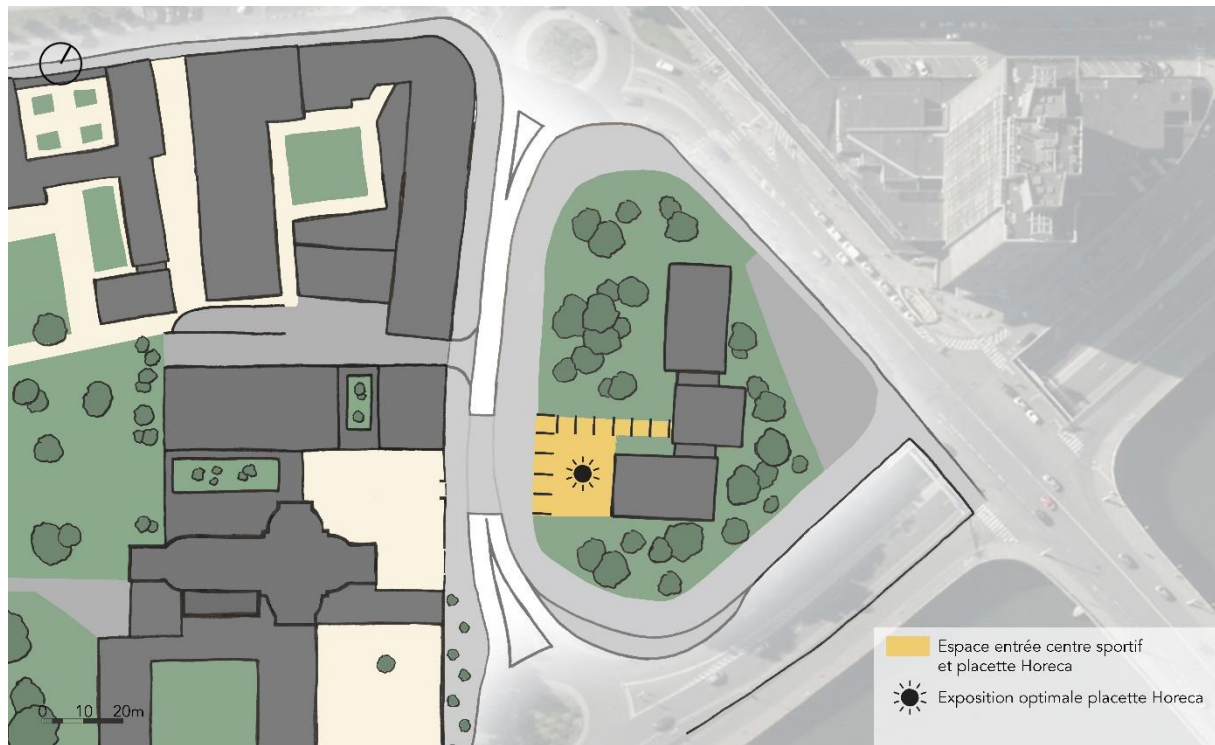 Espace entrée centre sportif
et placette Horeca
Exposition optimale placette Horeca
0 10 20m